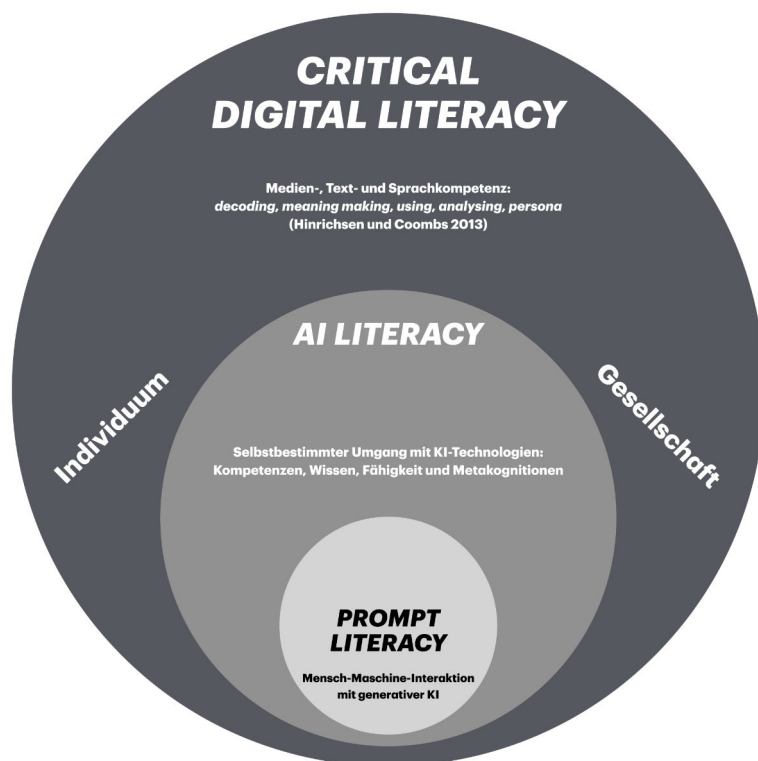 CRITICAL
DIGITAL LITERACY
Medien-, Text- und Sprachkompetenz:
decoding, meaning making, using, analysing, persona
(Hinrichsen und Coombs 2013)
AI LITERACY
Individuum
Gesellschaft
Selbstbestimmter Umgang mit KI-Technologien:
Kompetenzen, Wissen, Fähigkeit und Metakognitionen
PROMPT
LITERACY
Mensch-Maschine-Interaktion
mit generativer KI